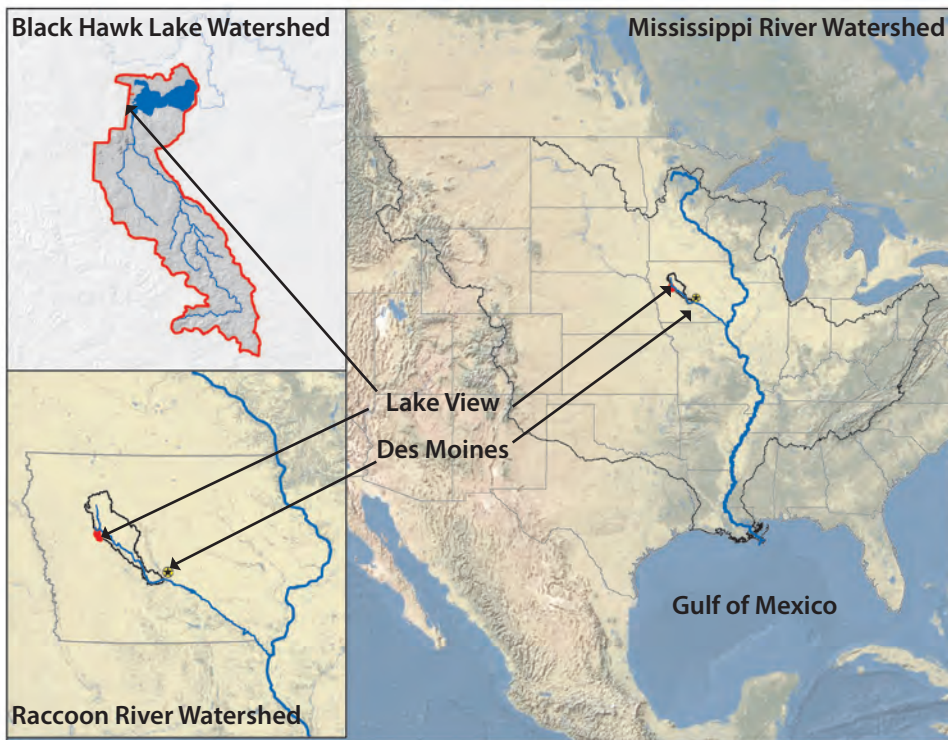 Black Hawk Lake Watershed
Mississippi River Watershed
Lake View
Des Moines
Gulf of Mexico
Raccoon River Watershed